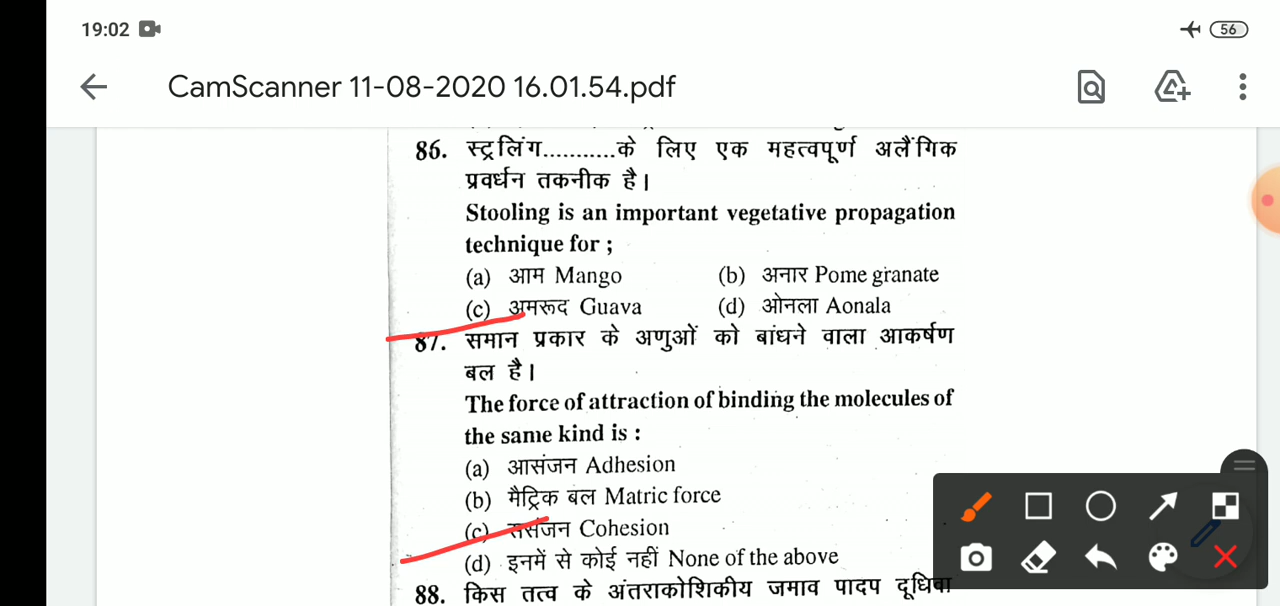 19:02
56
CamScanner 11-08-2020 16.01.54.pdf
86. स्ट्रलिंग...........के लिए एक महत्वपूर्ण अलैंगिक
प्रवर्धन तकनीक है।
Stooling is an important vegetative propagation
technique for ;
(a) आम Mango (b) अनार Pome granate
(c) अमरूद Guava (d) ओनला Aonala
87. समान प्रकार के अणुओं को बांधने वाला आकर्षण
बल है।
The force of attraction of binding the molecules of
the same kind is :
(a) आसंजन Adhesion
(b) मैट्रिक बल Matric force
(c) ससंजन Cohesion
(d) इनमें से कोई नहीं None of the above
88. किस तत्व के अंतराकोशिकीय जमाव पादप